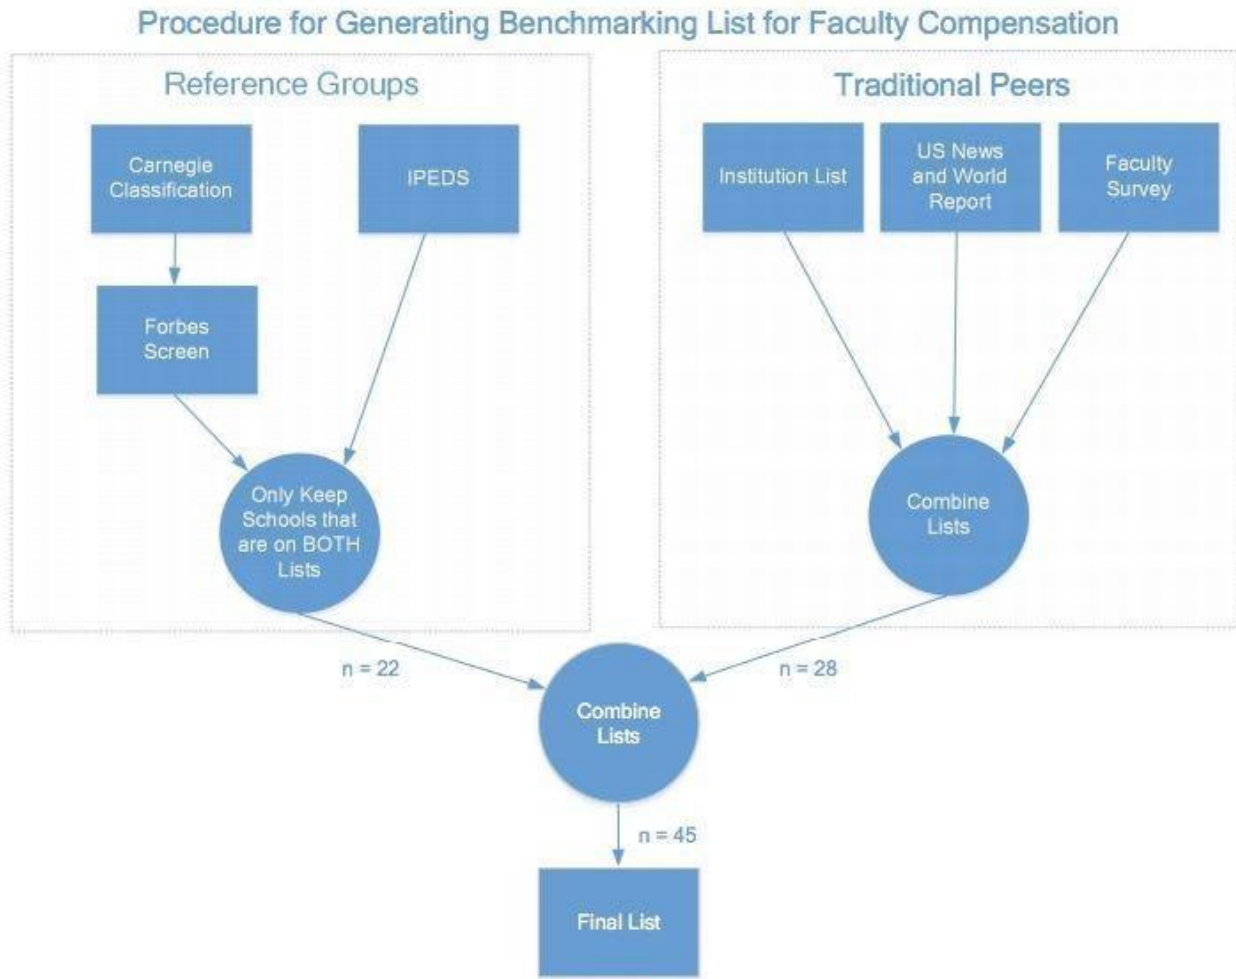 Procedure for Generating Benchmarking List for Faculty Compensation
Reference Groups
Carnegie
Classification
IPEDS
Forbes
Screen
Only Keep
Schools that
are on BOTH
Lists
Traditional Peers
Institution List
US News
and World
Report
Faculty
Survey
Combine
Lists
n = 22
n = 28
Combine
Lists
n = 45
Final List